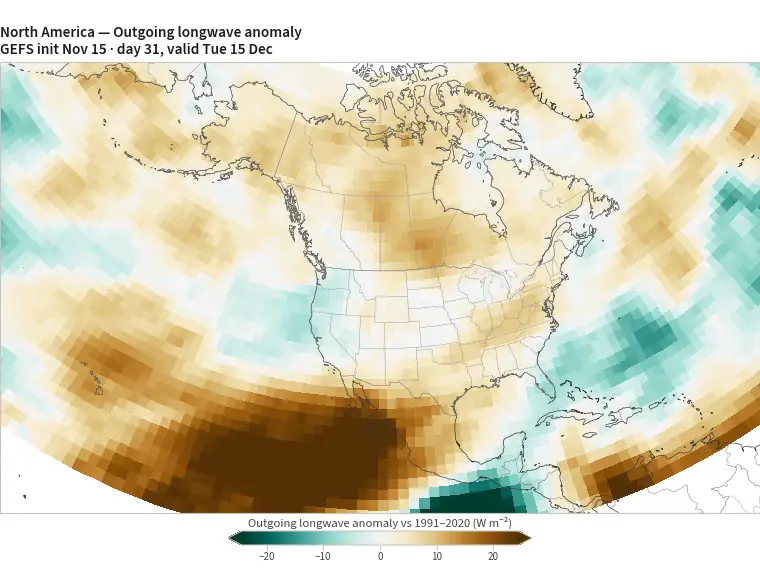 North America — Outgoing longwave anomaly
GEFS init Nov 15 · day 31, valid Tue 15 Dec
Outgoing longwave anomaly vs 1991–2020 (W m⁻²)
−20 −10 0 10 20